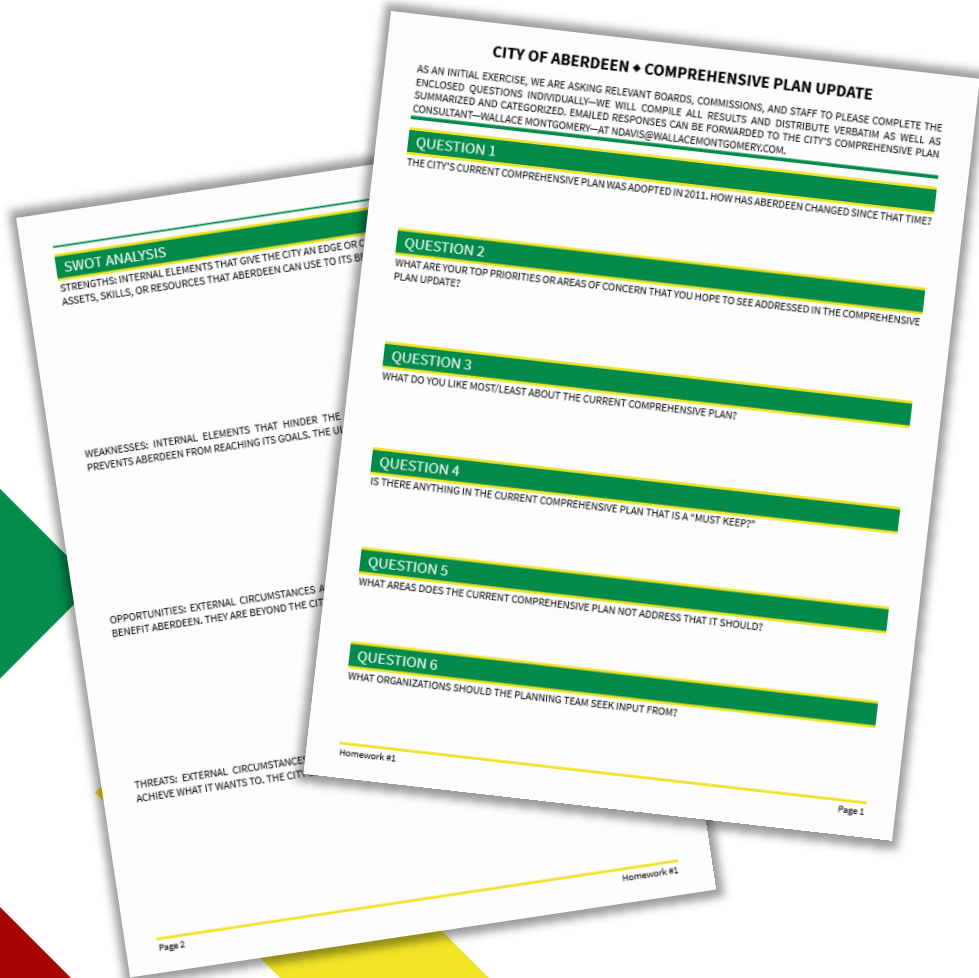 CITY OF ABERDEEN ◆ COMPREHENSIVE PLAN UPDATE
AS AN INITIAL EXERCISE, WE ARE ASKING RELEVANT BOARDS, COMMISSIONS, AND STAFF TO PLEASE COMPLETE THE
ENCLOSED QUESTIONS INDIVIDUALLY—WE WILL COMPILE ALL RESULTS AND DISTRIBUTE VERBATIM AS WELL AS
SUMMARIZED AND CATEGORIZED. EMAILED RESPONSES CAN BE FORWARDED TO THE CITY'S COMPREHENSIVE PLAN
CONSULTANT—WALLACE MONTGOMERY—AT NDAVIS@WALLACEMONTGOMERY.COM.
QUESTION 1
THE CITY'S CURRENT COMPREHENSIVE PLAN WAS ADOPTED IN 2011. HOW HAS ABERDEEN CHANGED SINCE THAT TIME?
QUESTION 2
WHAT ARE YOUR TOP PRIORITIES OR AREAS OF CONCERN THAT YOU HOPE TO SEE ADDRESSED IN THE COMPREHENSIVE
PLAN UPDATE?
QUESTION 3
WHAT DO YOU LIKE MOST/LEAST ABOUT THE CURRENT COMPREHENSIVE PLAN?
QUESTION 4
IS THERE ANYTHING IN THE CURRENT COMPREHENSIVE PLAN THAT IS A "MUST KEEP?"
QUESTION 5
WHAT AREAS DOES THE CURRENT COMPREHENSIVE PLAN NOT ADDRESS THAT IT SHOULD?
QUESTION 6
WHAT ORGANIZATIONS SHOULD THE PLANNING TEAM SEEK INPUT FROM?
Homework #1
Page 1
SWOT ANALYSIS
STRENGTHS: INTERNAL ELEMENTS THAT GIVE THE CITY AN EDGE OR
ASSETS, SKILLS, OR RESOURCES THAT ABERDEEN CAN USE TO ITS
WEAKNESSES: INTERNAL ELEMENTS THAT HINDER THE
PREVENTS ABERDEEN FROM REACHING ITS GOALS. THE
OPPORTUNITIES: EXTERNAL CIRCUMSTANCES
BENEFIT ABERDEEN. THEY ARE BEYOND THE
THREATS: EXTERNAL CIRCUMSTANCES
ACHIEVE WHAT IT WANTS TO. THE
Homework #1
Page 2